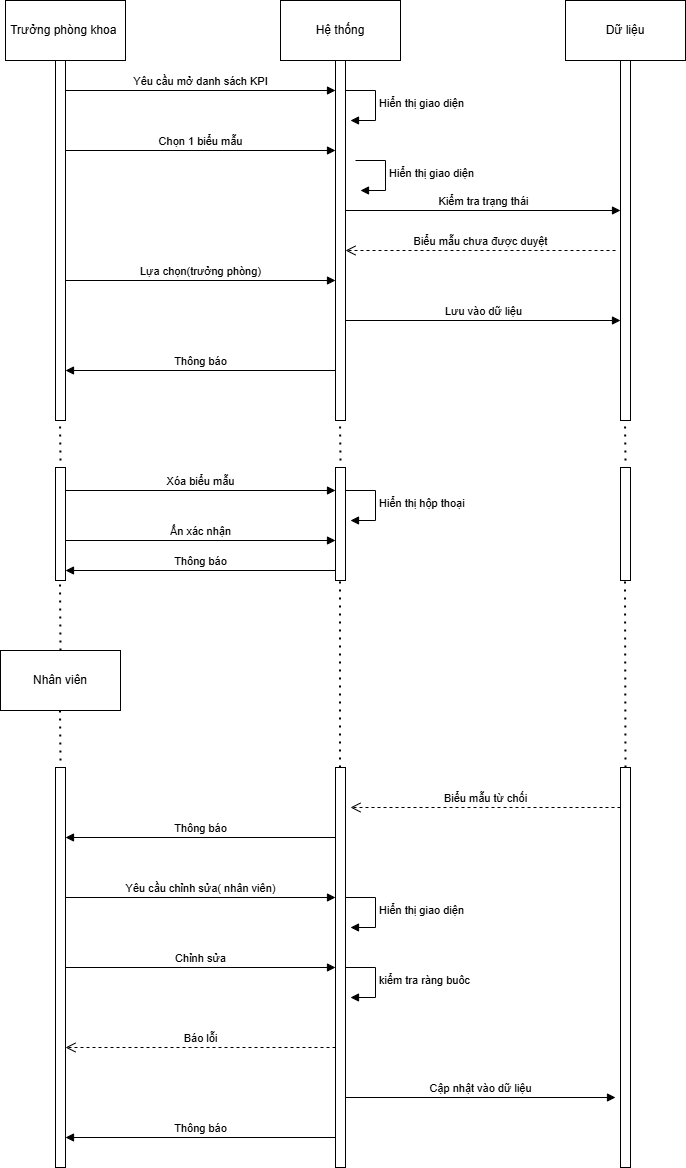 Trưởng phòng khoa
Hệ thống
Dữ liệu
Yêu cầu mở danh sách KPI
Hiển thị giao diện
Chọn 1 biểu mẫu
Hiển thị giao diện
Kiểm tra trạng thái
Biểu mẫu chưa được duyệt
Lựa chọn(trưởng phòng)
Lưu vào dữ liệu
Thông báo
Xóa biểu mẫu
Hiển thị hộp thoại
Ấn xác nhận
Thông báo
Nhân viên
Biểu mẫu từ chối
Thông báo
Yêu cầu chỉnh sửa( nhân viên)
Hiển thị giao diện
Chỉnh sửa
kiểm tra ràng buôc
Báo lỗi
Cập nhật vào dữ liệu
Thông báo